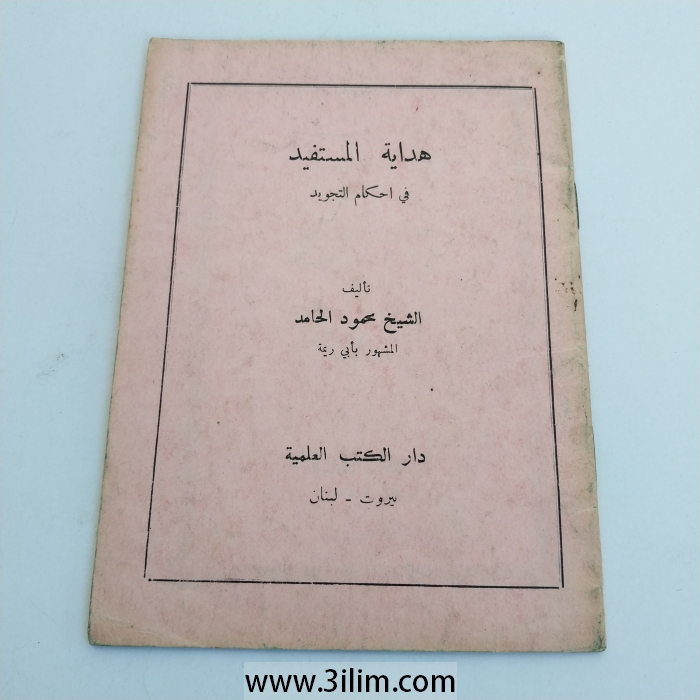 هداية المستفيد
في احكام التجويد
تأليف
الشيخ محمود الحامد
المشهور بأبي ريمة
دار الكتب العلمية
بيروت - لبنان
www.3ilim.com